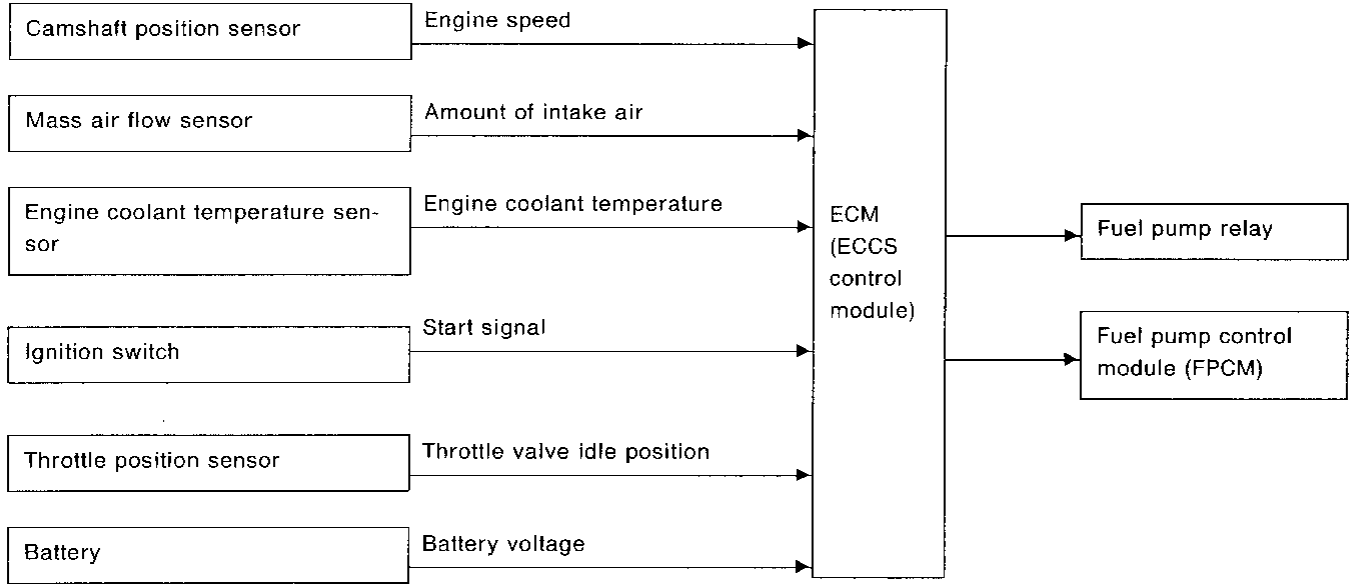 Camshaft position sensor
Engine speed
Mass air flow sensor
Amount of intake air
Engine coolant temperature sen-
sor
Engine coolant temperature
Ignition switch
Start signal
Throttle position sensor
Throttle valve idle position
Battery
Battery voltage
ECM
(ECCS
control
module)
Fuel pump relay
Fuel pump control
module (FPCM)